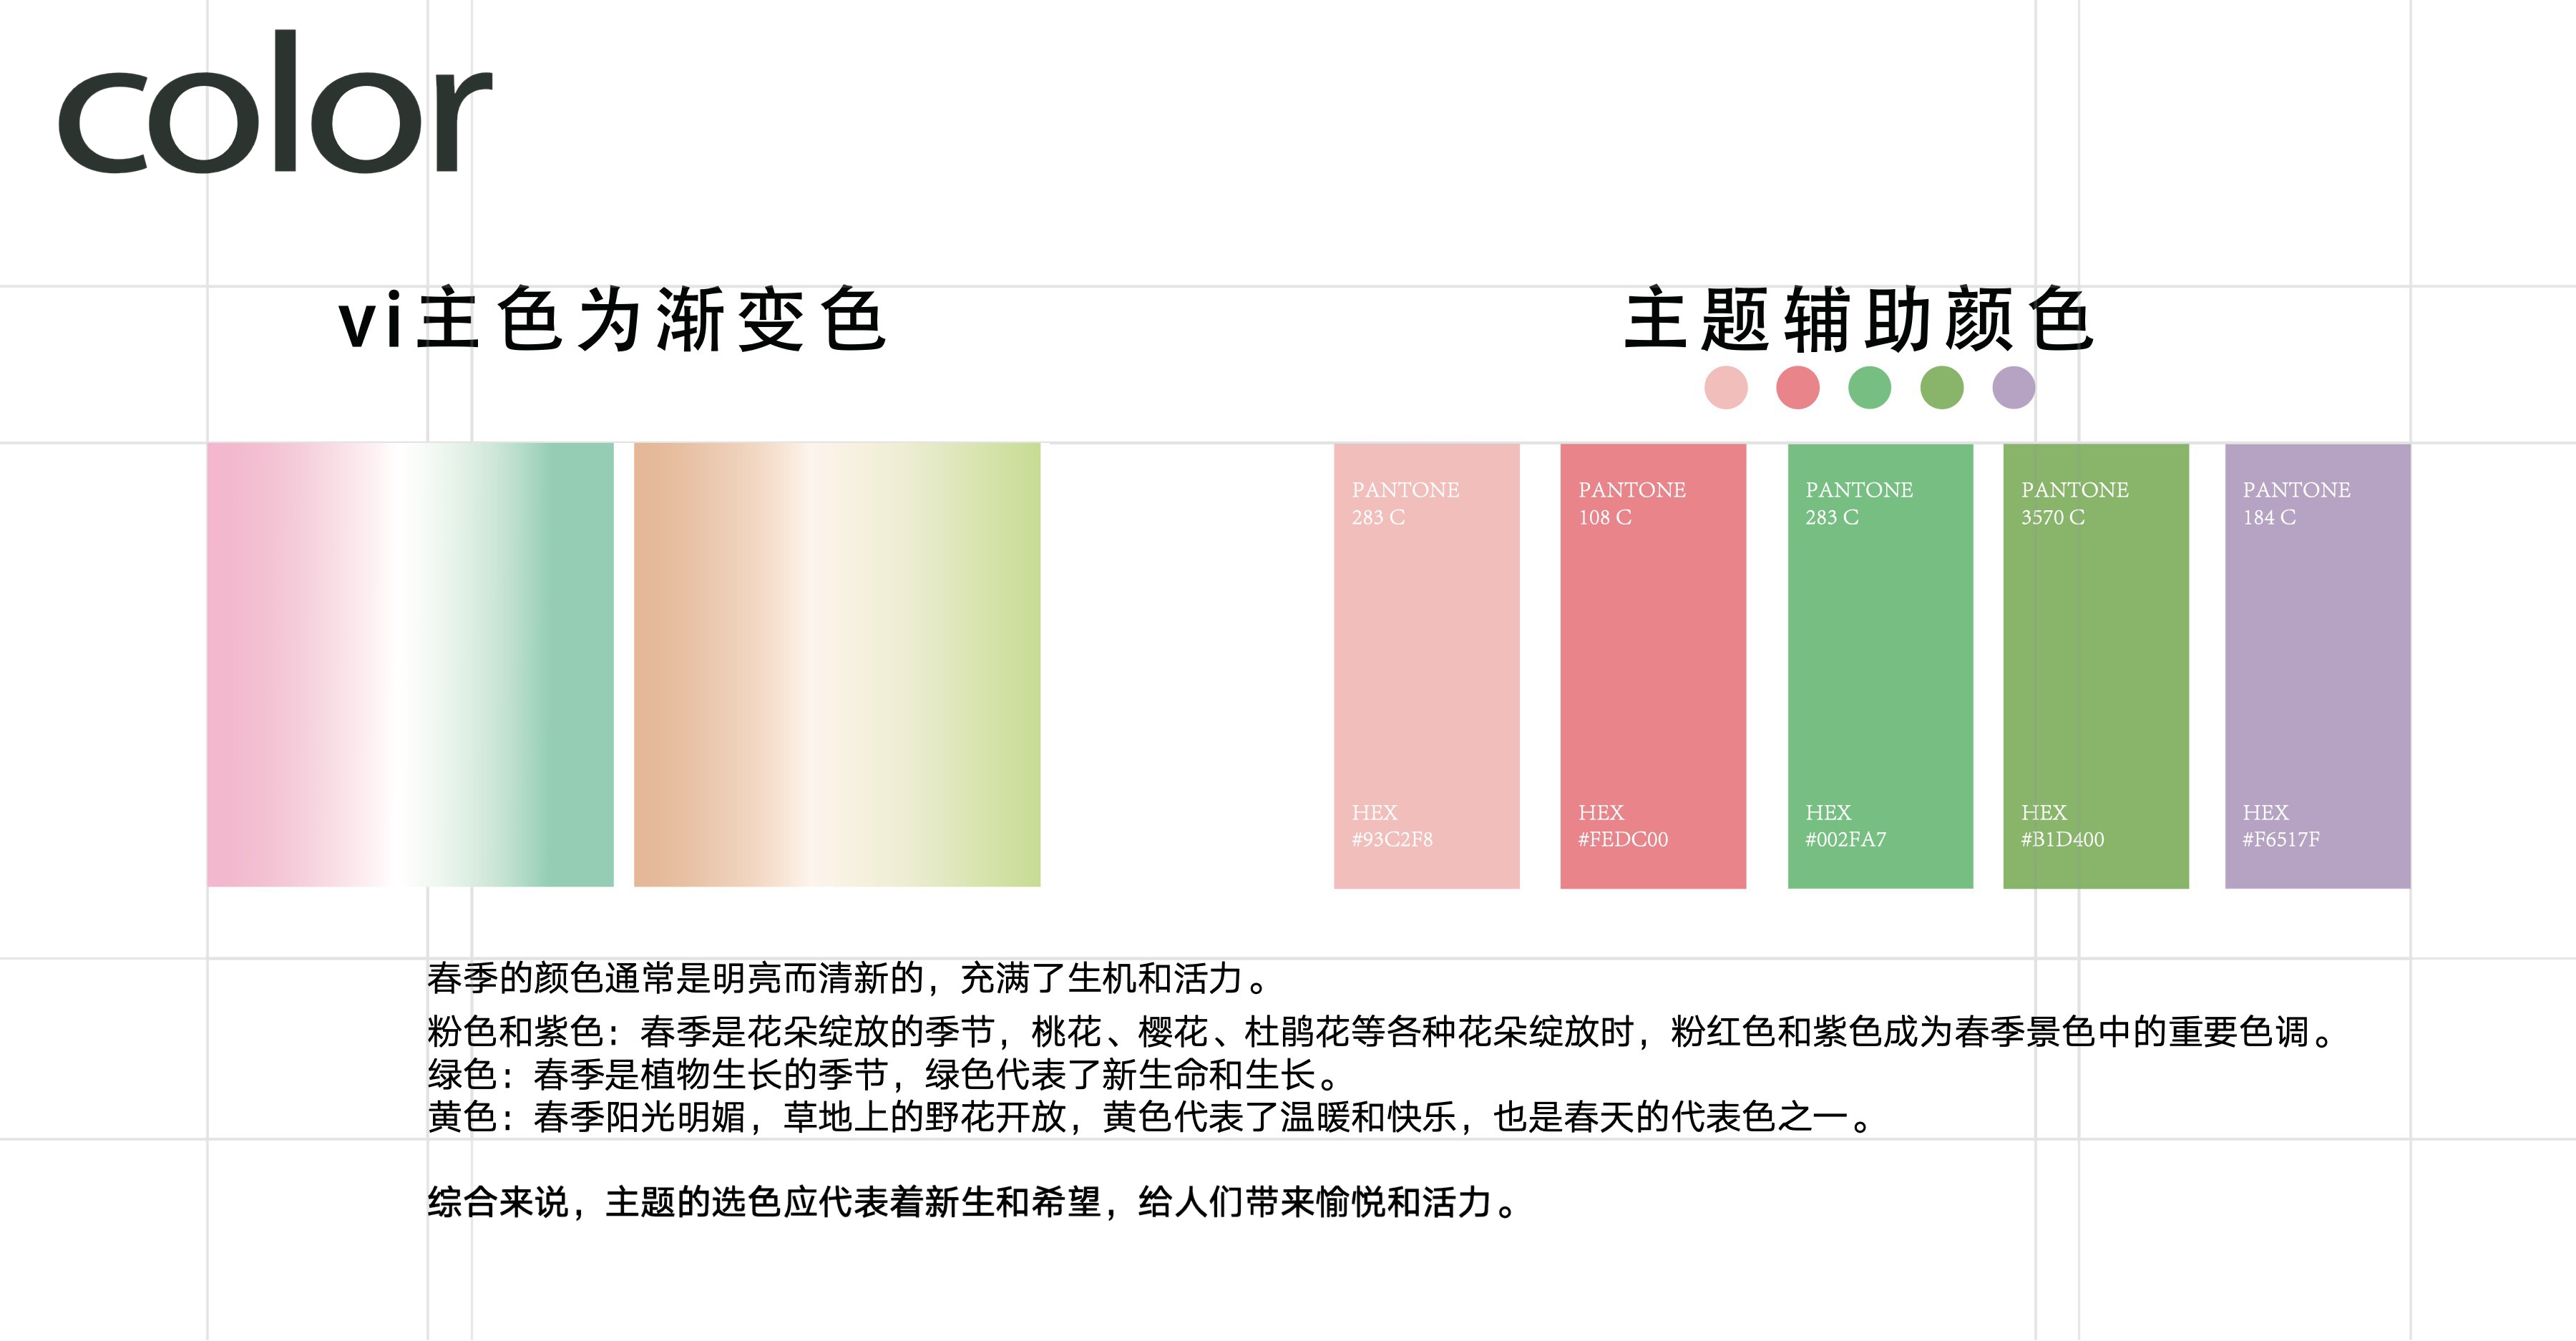 color
vi主色为渐变色
主题辅助颜色
PANTONE
283 C
HEX
#93C2F8
PANTONE
108 C
HEX
#FEDC00
PANTONE
283 C
HEX
#002FA7
PANTONE
3570 C
HEX
#B1D400
PANTONE
184 C
HEX
#F6517F
春季的颜色通常是明亮而清新的，充满了生机和活力。
粉色和紫色：春季是花朵绽放的季节，桃花、樱花、杜鹃花等各种花朵绽放时，粉红色和紫色成为春季景色中的重要色调。
绿色：春季是植物生长的季节，绿色代表了新生命和生长。
黄色：春季阳光明媚，草地上的野花开放，黄色代表了温暖和快乐，也是春天的代表色之一。
综合来说，主题的选色应代表着新生和希望，给人们带来愉悦和活力。